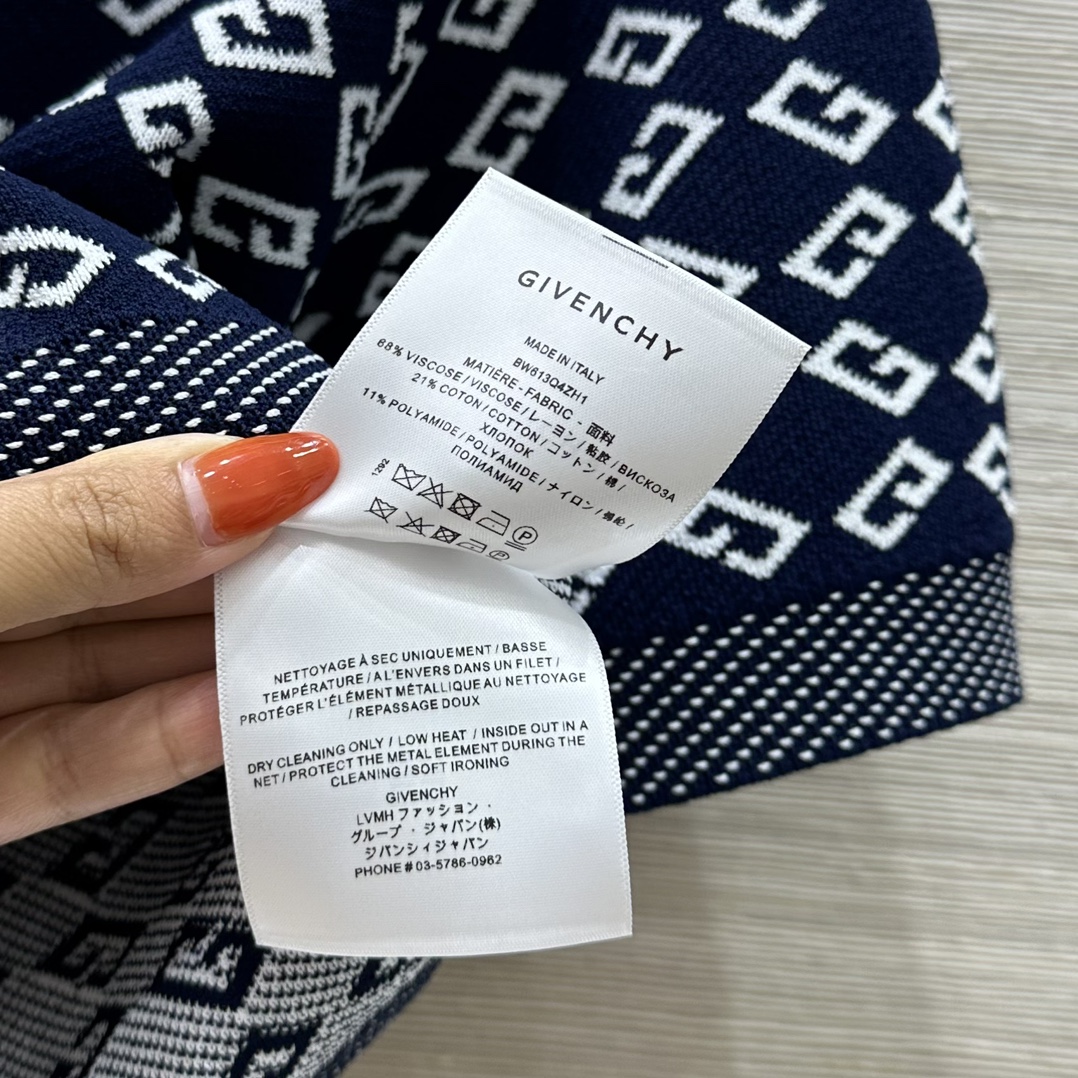 GIVENCHY
MADE IN ITALY
BW613Q4ZH1
MATIÈRE - FABRIC - 面料
68% VISCOSE / VISCOSE / レーヨン / 粘胶 / ВИСКОЗА
21% COTON / COTTON / コットン / 棉 /
ХЛОПОК
11% POLYAMIDE / POLYAMIDE / ナイロン / 锦纶 /
ПОЛИАМИД
1292
P
NETTOYAGE À SEC UNIQUEMENT / BASSE
TEMPÉRATURE / A L'ENVERS DANS UN FILET /
PROTÉGER L'ÉLÉMENT MÉTALLIQUE AU NETTOYAGE
/ REPASSAGE DOUX
DRY CLEANING ONLY / LOW HEAT / INSIDE OUT IN A
NET / PROTECT THE METAL ELEMENT DURING THE
CLEANING / SOFT IRONING
GIVENCHY
LVMH ファッション ·
グループ · ジャパン(株)
ジバンシィジャパン
PHONE # 03-5786-0962